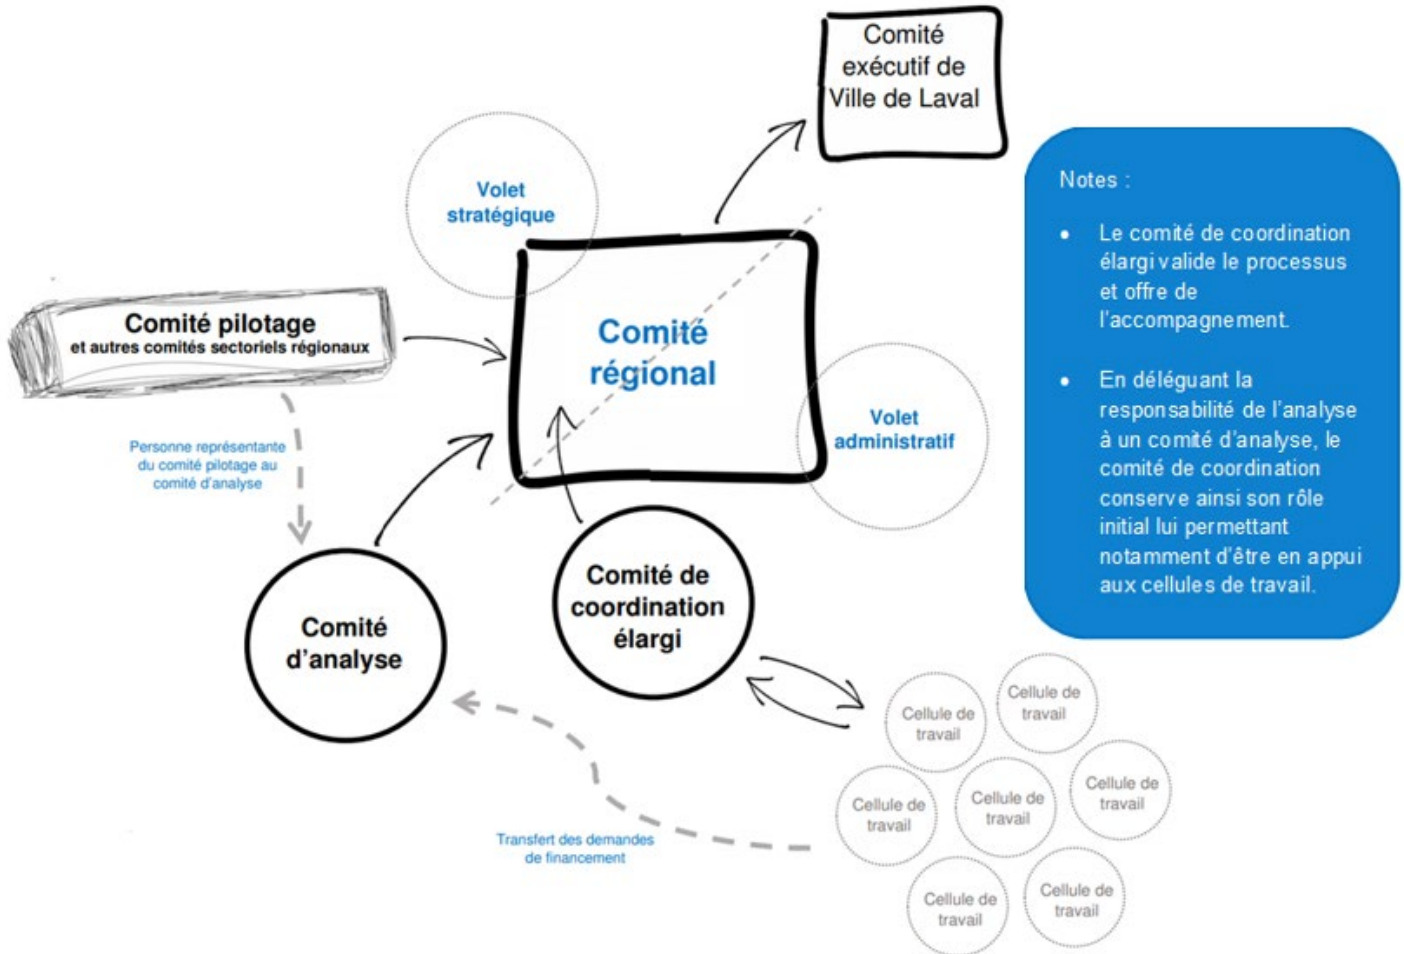 Comité
exécutif de
Ville de Laval
Volet
stratégique
Comité pilotage
et autres comités sectoriels régionaux
Comité
régional
Volet
administratif
Personne représentante
du comité pilotage au
comité d'analyse
Comité
d'analyse
Comité de
coordination
élargi
Transfert des demandes
de financement
Cellule de
travail
Cellule de
travail
Cellule de
travail
Cellule de
travail
Cellule de
travail
Cellule de
travail
Cellule de
travail
Notes :
• Le comité de coordination
élargi valide le processus
et offre de
l'accompagnement.
• En déléguant la
responsabilité de l'analyse
à un comité d'analyse, le
comité de coordination
conserve ainsi son rôle
initial lui permettant
notamment d'être en appui
aux cellules de travail.